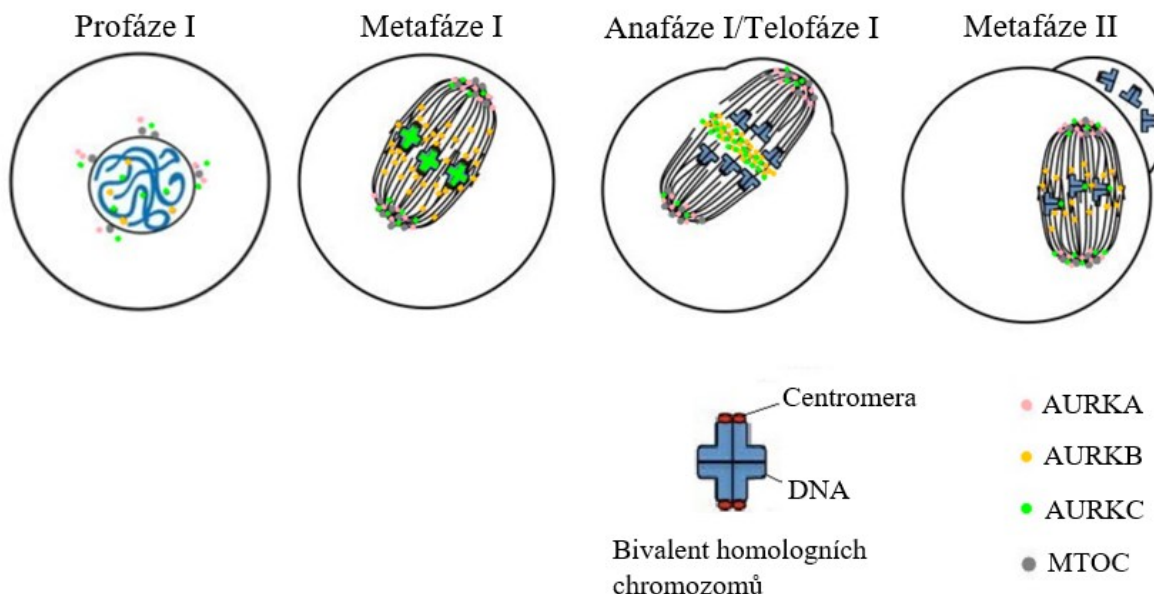 Profáze I
Metafáze I
Anafáze I/Telofáze I
Metafáze II
Centromera
DNA
Bivalent homologních
chromozomů
AURKA
AURKB
AURKC
MTOC